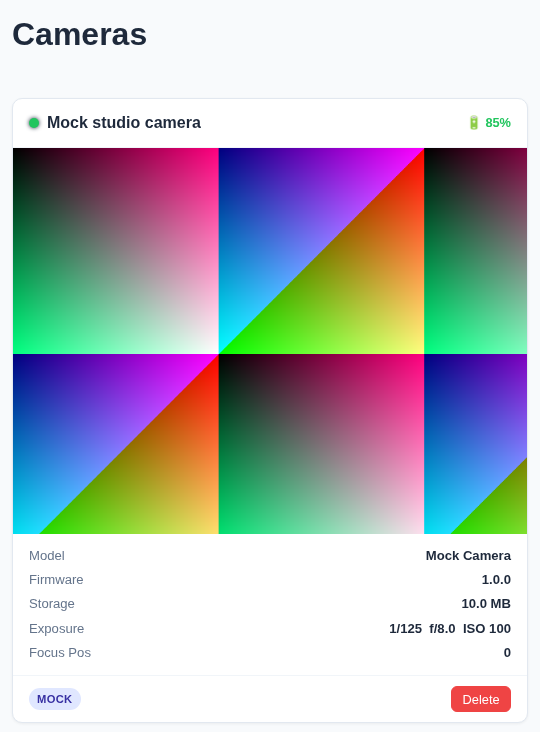 Cameras
Mock studio camera 🔋 85%
Model Mock Camera
Firmware 1.0.0
Storage 10.0 MB
Exposure 1/125 f/8.0 ISO 100
Focus Pos 0
MOCK Delete